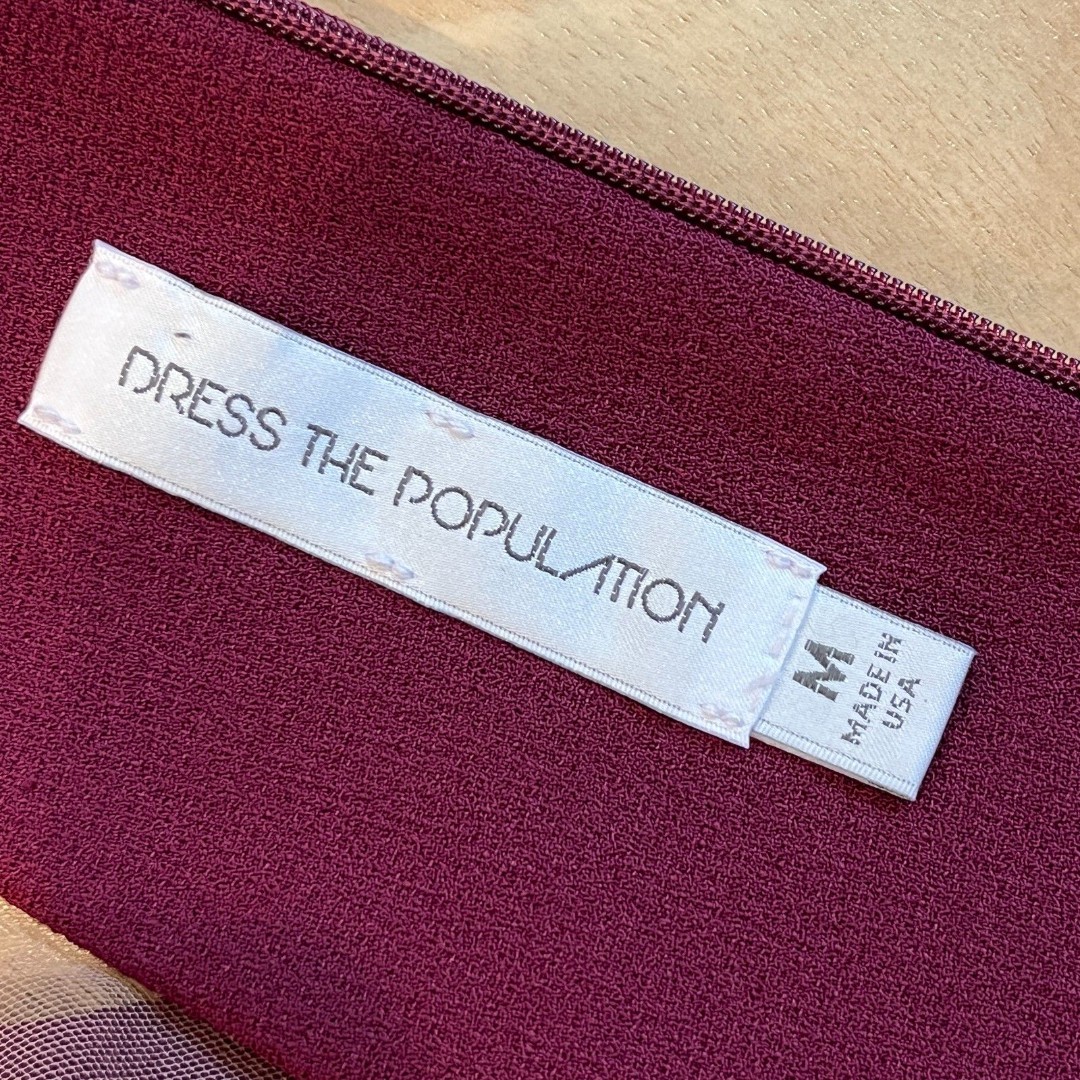 DRESS THE POPULATION
M
MADE IN
USA